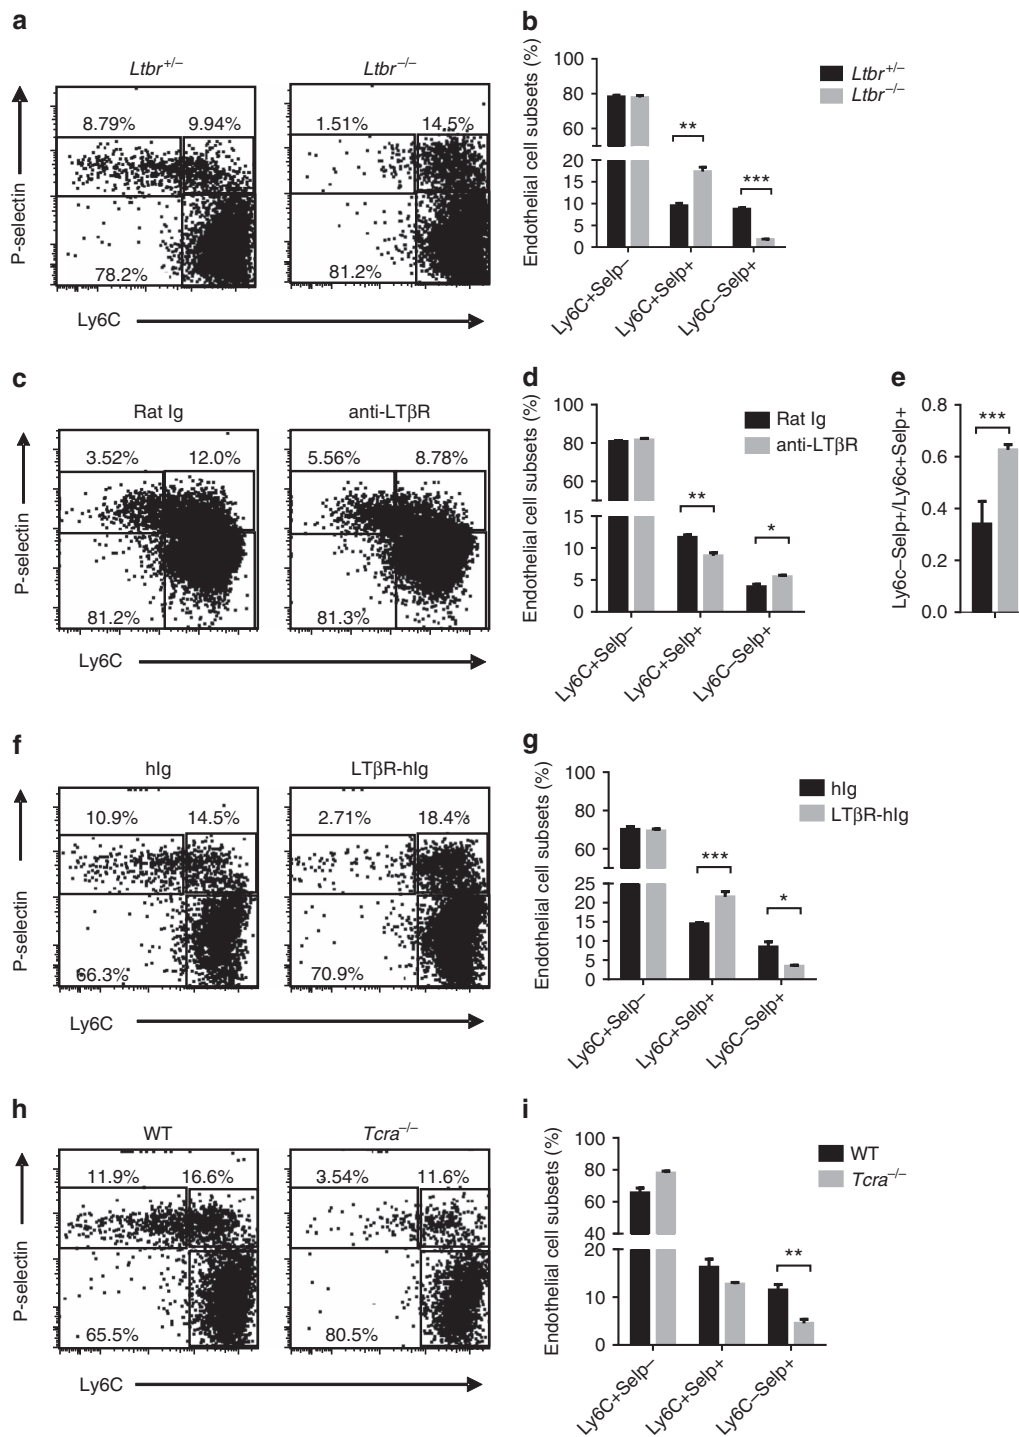 a
Ltbr+/–
Ltbr–/–
8.79%
9.94%
78.2%
1.51%
14.5%
81.2%
P-selectin
Ly6C
b
Endothelial cell subsets (%)
100
80
60
20
15
10
5
0
**
***
Ltbr+/–
Ltbr–/–
Ly6C+Selp–
Ly6C+Selp+
Ly6C–Selp+
c
Rat Ig
anti-LTβR
3.52%
12.0%
81.2%
5.56%
8.78%
81.3%
P-selectin
Ly6C
d
Endothelial cell subsets (%)
100
80
60
15
10
5
0
**
*
Rat Ig
anti-LTβR
Ly6C+Selp–
Ly6C+Selp+
Ly6C–Selp+
e
Ly6c–Selp+/Ly6c+Selp+
0.8
0.6
0.4
0.2
0.0
***
f
hIg
LTβR-hIg
10.9%
14.5%
66.3%
2.71%
18.4%
70.9%
P-selectin
Ly6C
g
Endothelial cell subsets (%)
100
80
60
25
20
15
10
5
0
***
*
hIg
LTβR-hIg
Ly6C+Selp–
Ly6C+Selp+
Ly6C–Selp+
h
WT
Tcra–/–
11.9%
16.6%
65.5%
3.54%
11.6%
80.5%
P-selectin
Ly6C
i
Endothelial cell subsets (%)
100
80
60
40
20
10
0
**
WT
Tcra–/–
Ly6C+Selp–
Ly6C+Selp+
Ly6C–Selp+